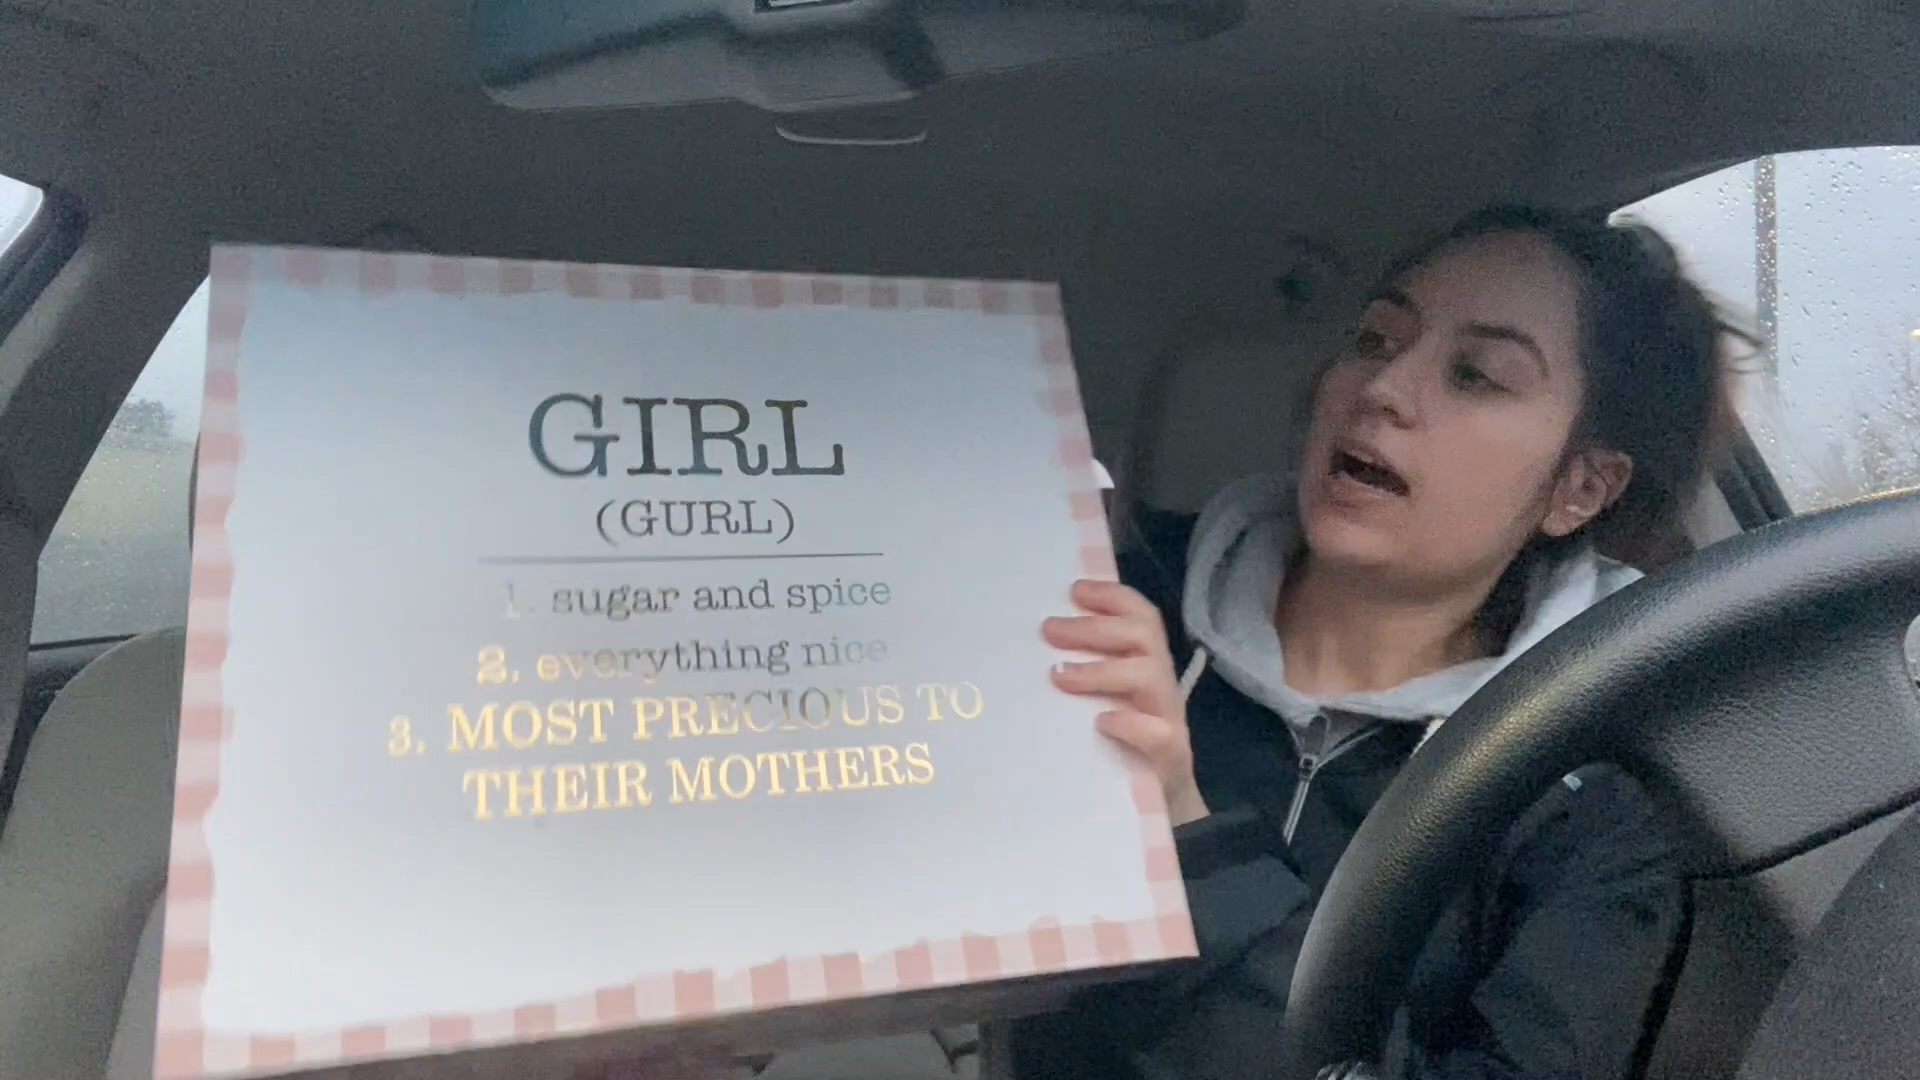 GIRL
(GURL)
1. sugar and spice
2. everything nice
3. MOST PRECIOUS TO
THEIR MOTHERS